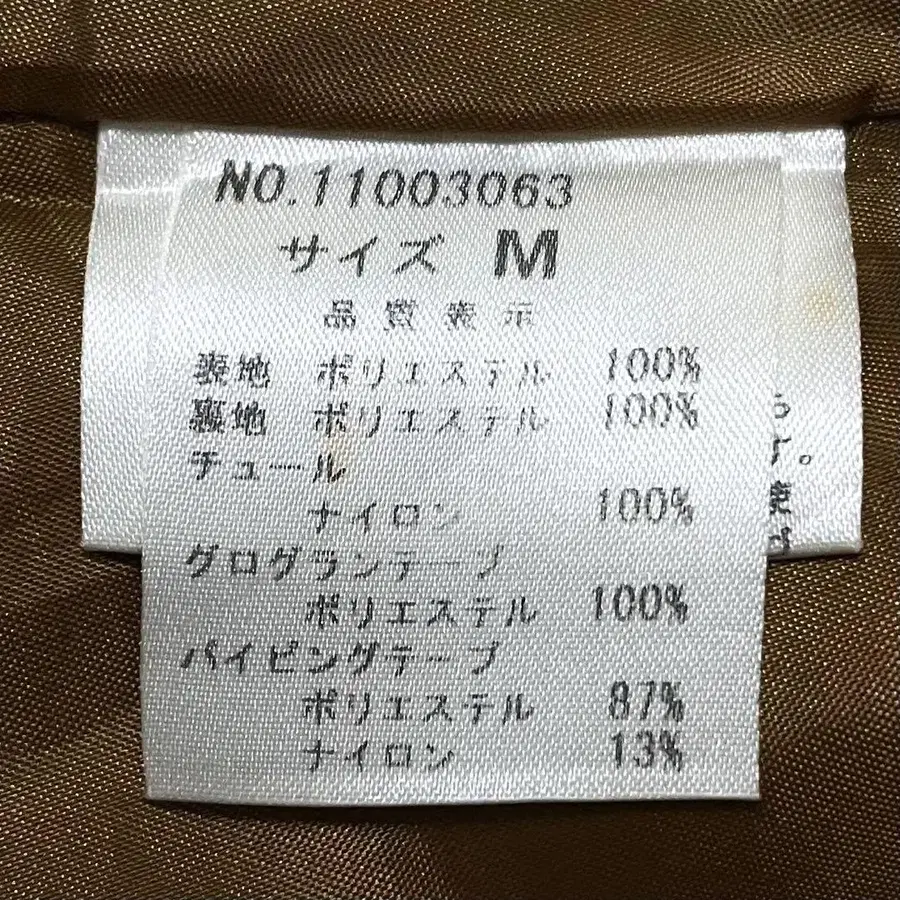 NO.11003063
サイズ M
品質表示
表地 ポリエステル 100%
裏地 ポリエステル 100%
チュール
ナイロン 100%
グログランテープ
ポリエステル 100%
パイピングテープ
ポリエステル 87%
ナイロン 13%
ら
す。
使